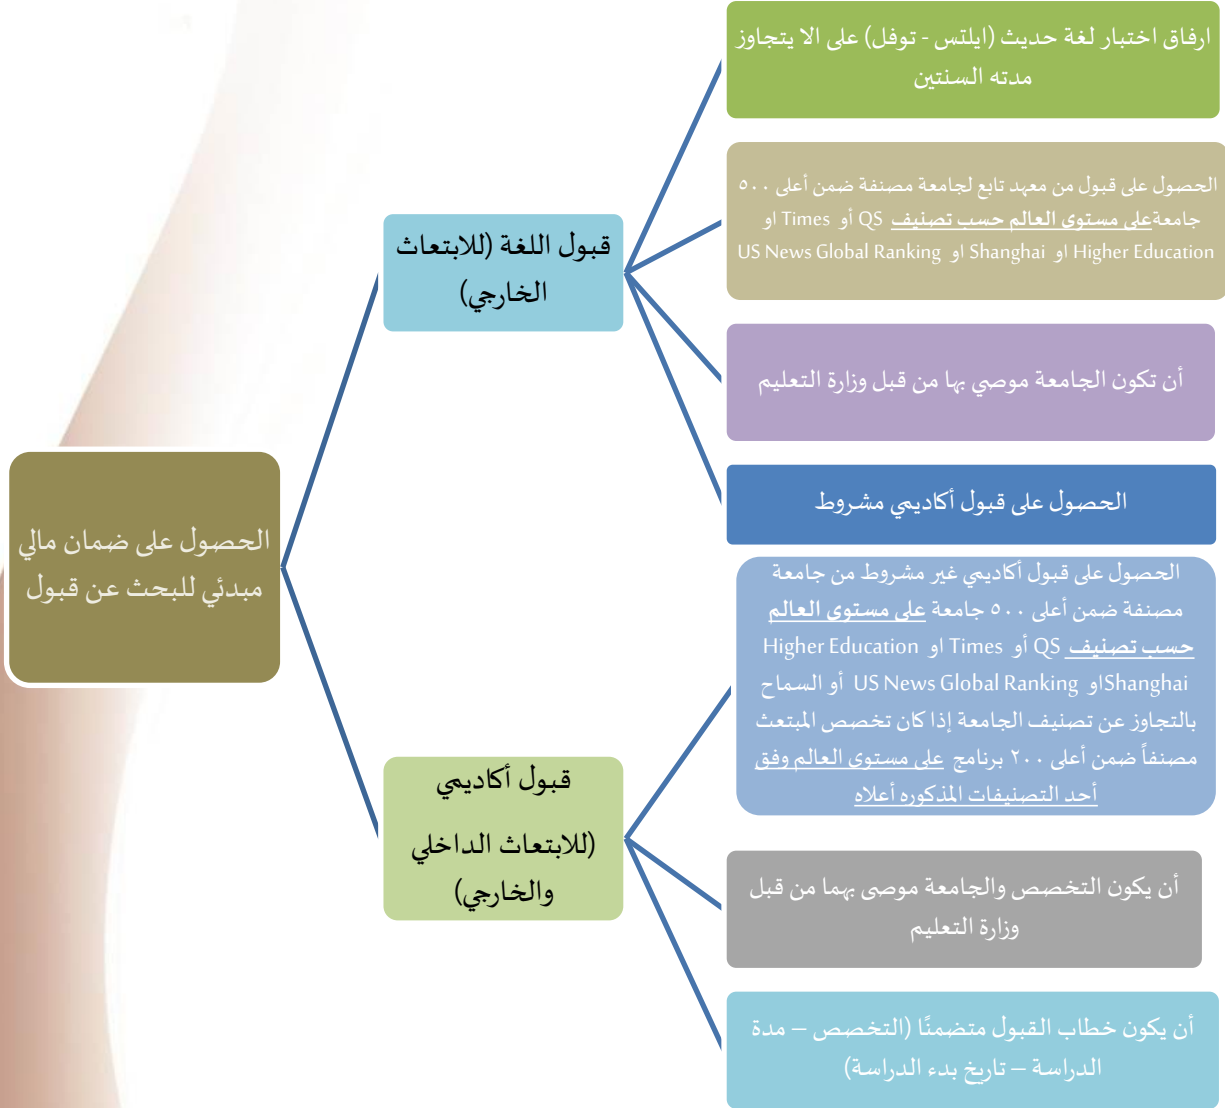 الحصول على ضمان مالي
مبدئي للبحث عن قبول
قبول اللغة (للابتعاث
الخارجي)
ارفاق اختبار لغة حديث (ايلتس - توفل) على الا يتجاوز
مدته السنتين
الحصول على قبول من معهد تابع لجامعة مصنفة ضمن أعلى ٥٠٠
جامعةعلى مستوى العالم حسب تصنيف QS أو Times او
Higher Education او Shanghai او US News Global Ranking
أن تكون الجامعة موصي بها من قبل وزارة التعليم
الحصول على قبول أكاديمي مشروط
قبول أكاديمي
(للابتعاث الداخلي
والخارجي)
الحصول على قبول أكاديمي غير مشروط من جامعة
مصنفة ضمن أعلى ٥٠٠ جامعة على مستوى العالم
حسب تصنيف QS أو Times او Higher Education
Shanghaiاو US News Global Ranking أو السماح
بالتجاوز عن تصنيف الجامعة إذا كان تخصص المبتعث
مصنفاً ضمن أعلى ٢٠٠ برنامج على مستوى العالم وفق
أحد التصنيفات المذكوره أعلاه
أن يكون التخصص والجامعة موصى بهما من قبل
وزارة التعليم
أن يكون خطاب القبول متضمنًا (التخصص – مدة
الدراسة – تاريخ بدء الدراسة)